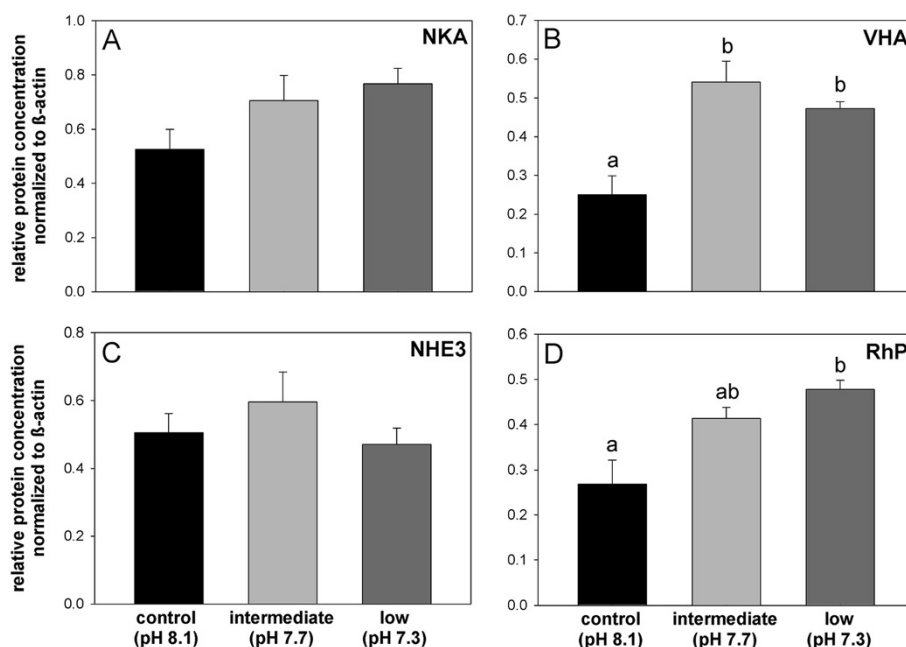 A
NKA
relative protein concentration
normalized to ß-actin
1.0
0.8
0.6
0.4
0.2
0.0
B
VHA
0.7
0.6
0.5
0.4
0.3
0.2
0.1
0.0
a
b
b
C
NHE3
relative protein concentration
normalized to ß-actin
0.8
0.6
0.4
0.2
0.0
control
(pH 8.1)
intermediate
(pH 7.7)
low
(pH 7.3)
D
RhP
0.6
0.5
0.4
0.3
0.2
0.1
0.0
a
ab
b
control
(pH 8.1)
intermediate
(pH 7.7)
low
(pH 7.3)